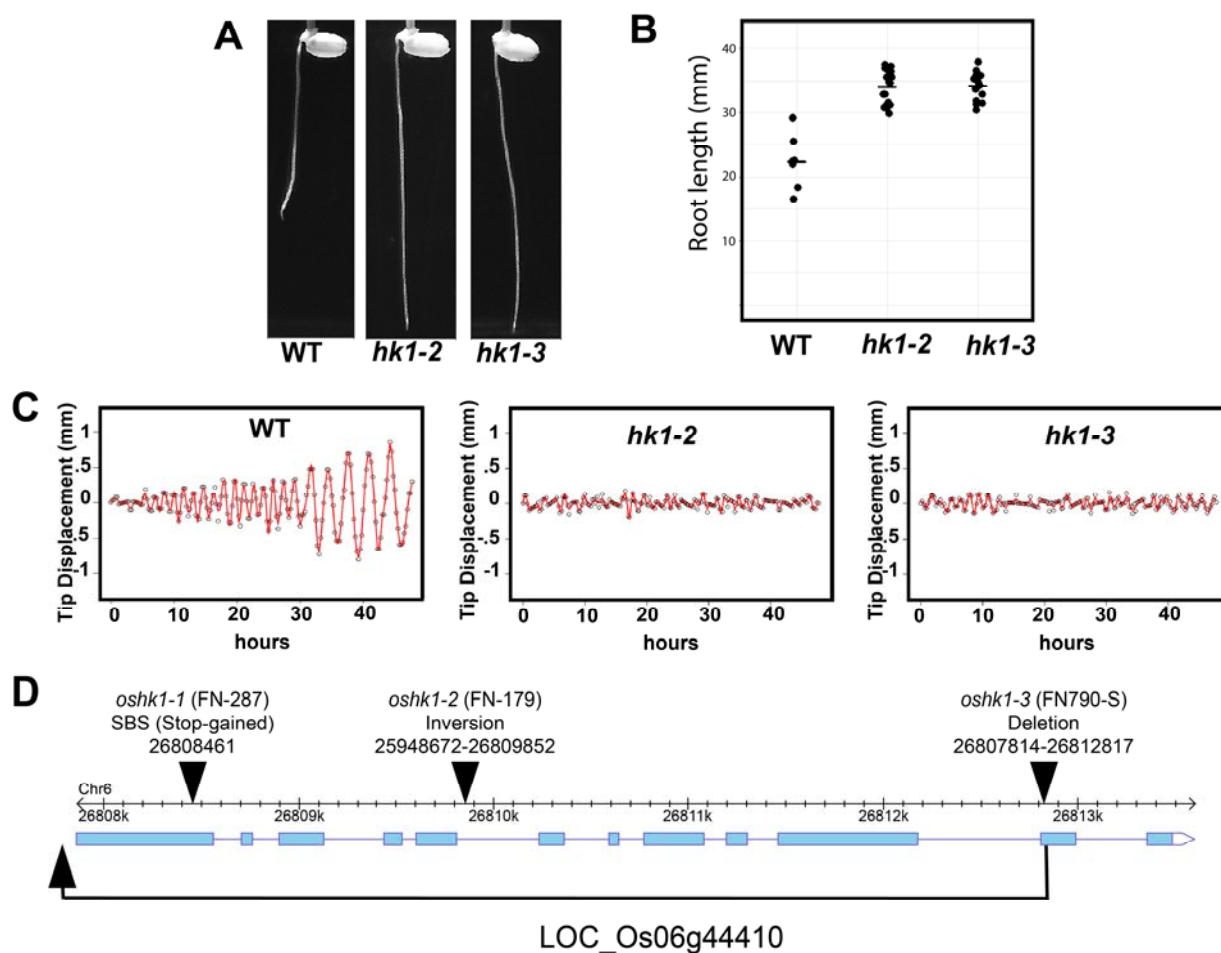 A
WT
hk1-2
hk1-3
B
Root length (mm)
40
30
20
10
WT
hk1-2
hk1-3
C
WT
Tip Displacement (mm)
1
.5
0
-.5
-1
0 10 20 30 40
hours
hk1-2
Tip Displacement (mm)
1
.5
0
-.5
-1
0 10 20 30 40
hours
hk1-3
Tip Displacement (mm)
1
.5
0
-.5
-1
0 10 20 30 40
hours
D
oshk1-1 (FN-287)
SBS (Stop-gained)
26808461
oshk1-2 (FN-179)
Inversion
25948672-26809852
oshk1-3 (FN790-S)
Deletion
26807814-26812817
Chr6
26808k 26809k 26810k 26811k 26812k 26813k
LOC_Os06g44410